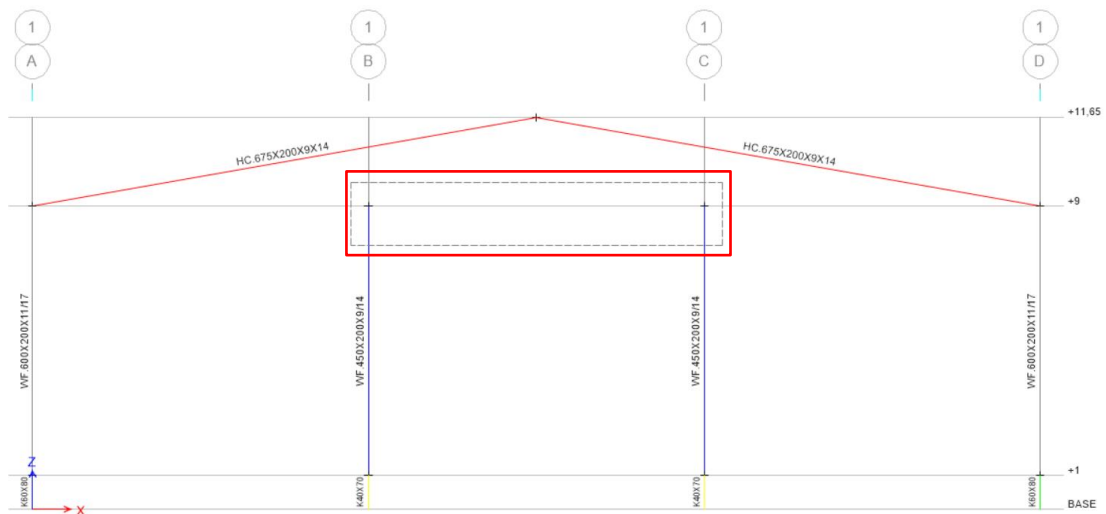 1 1 1 1
A B C D
+11,65
HC.675X200X9X14 HC.675X200X9X14
+9
WF.600X200X11/17 WF.450X200X9/14 WF.450X200X9/14 WF.600X200X11/17
Z
+1
K60X80 K40X70 K40X70 K60X80
X
BASE